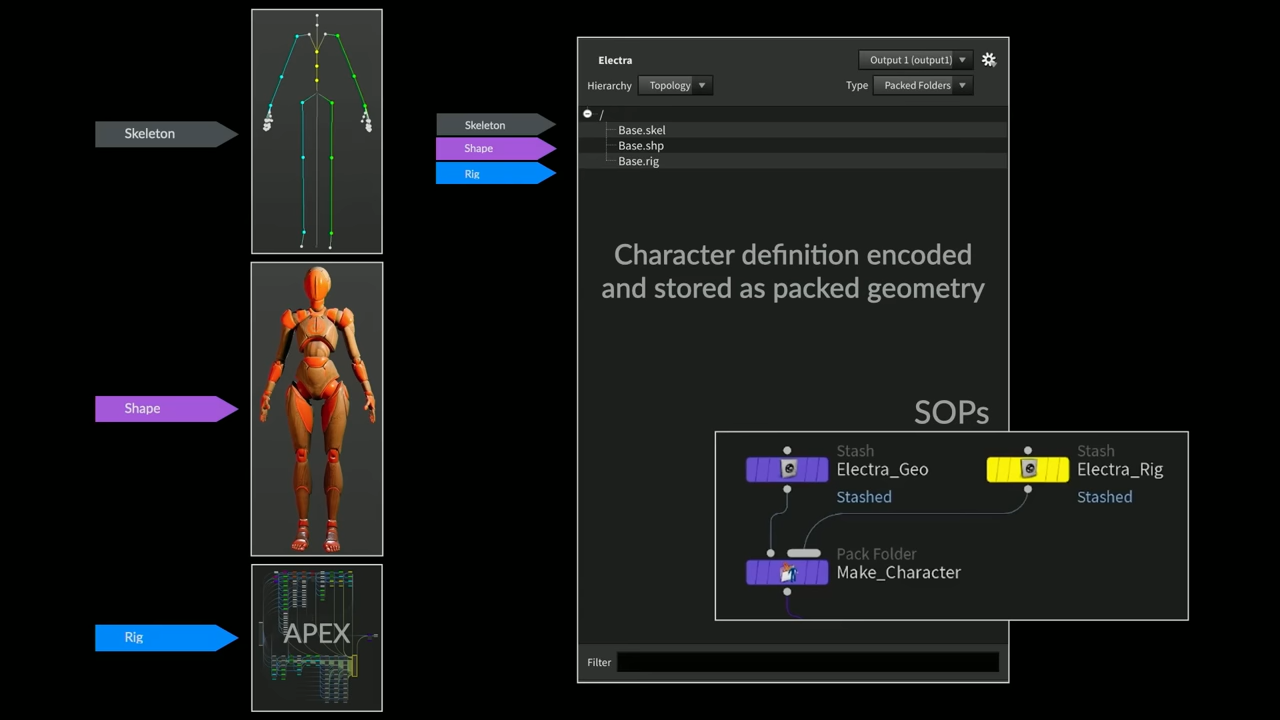 Skeleton
Shape
Rig
APEX
Skeleton
Shape
Rig
Electra
Output 1 (output1)
Hierarchy
Topology
Type
Packed Folders
/
Base.skel
Base.shp
Base.rig
Character definition encoded
and stored as packed geometry
SOPs
Stash
Electra_Geo
Stashed
Stash
Electra_Rig
Stashed
Pack Folder
Make_Character
Filter